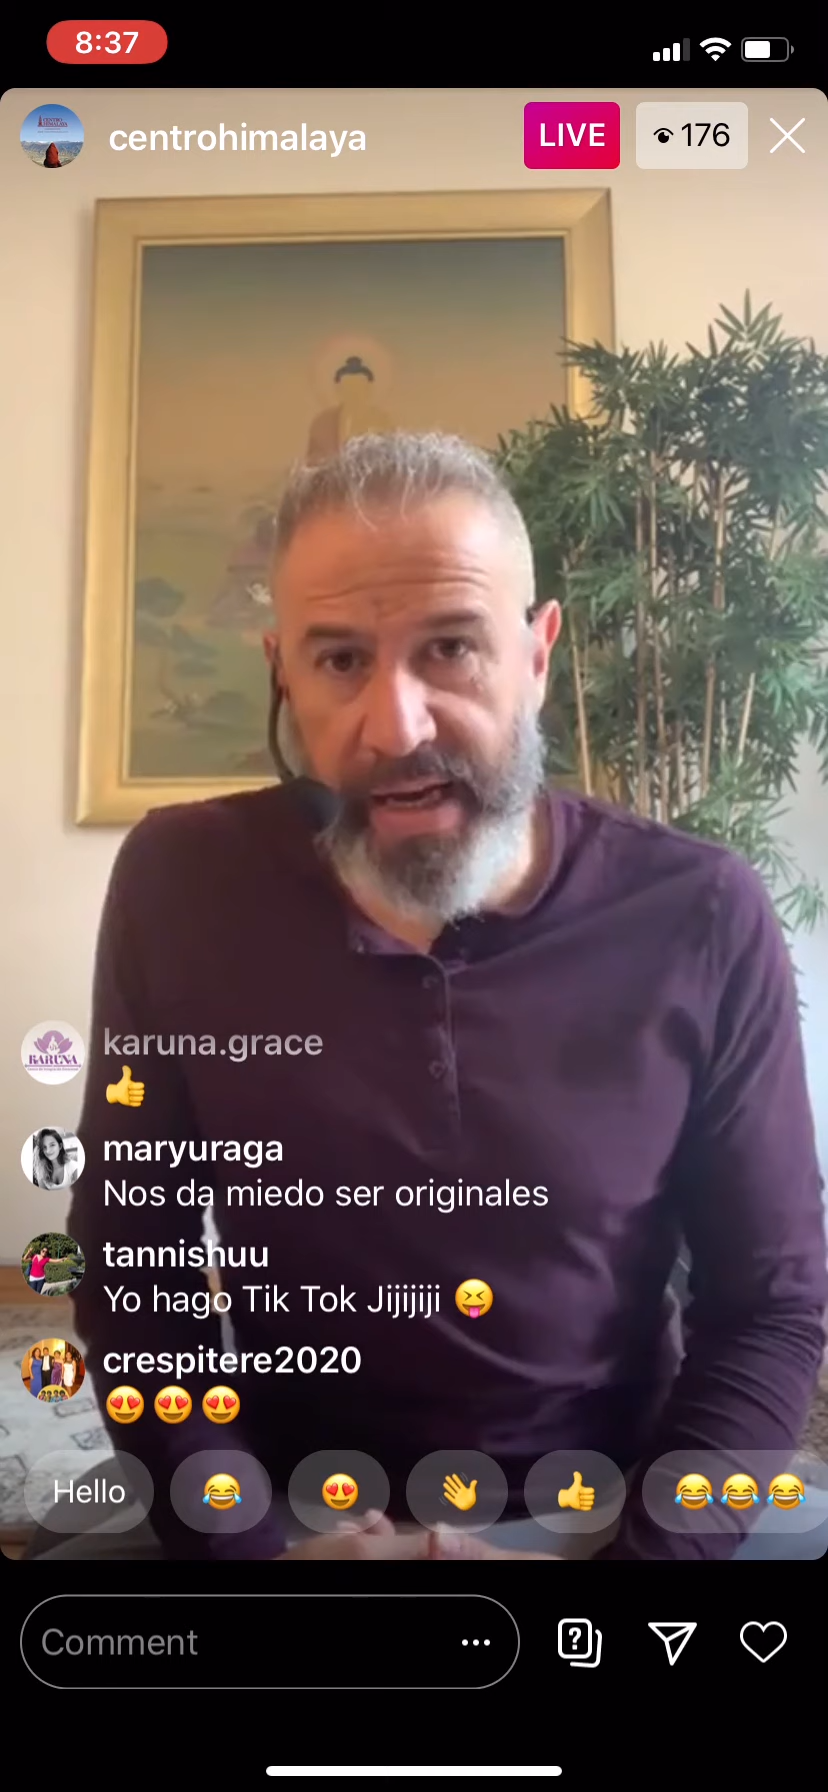 8:37
centrohimalaya
LIVE
176
karuna.grace
👍
KARUNA
maryuraga
Nos da miedo ser originales
tannishuu
Yo hago Tik Tok Jijijiji 😝
crespitere2020
😍😍😍
Hello 😂 😍 👋 👍 😂😂😂
Comment